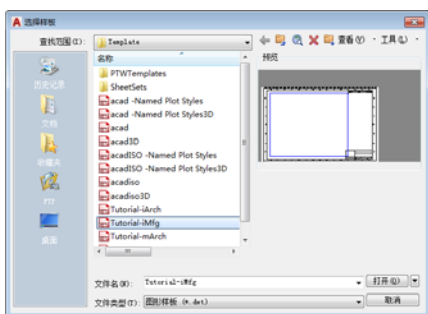 选择样板
查找范围(I): Template 查看(V) 工具(L)
名称
预览
PTWTemplates
SheetSets
acad -Named Plot Styles
acad -Named Plot Styles3D
acad
acad3D
acadISO -Named Plot Styles
acadISO -Named Plot Styles3D
acadiso
acadiso3D
Tutorial-iArch
Tutorial-iMfg
Tutorial-mArch
历史记录
文档
收藏夹
FTP
桌面
文件名(N): Tutorial-iMfg 打开(O)
文件类型(T): 图形样板 (*.dwt) 取消